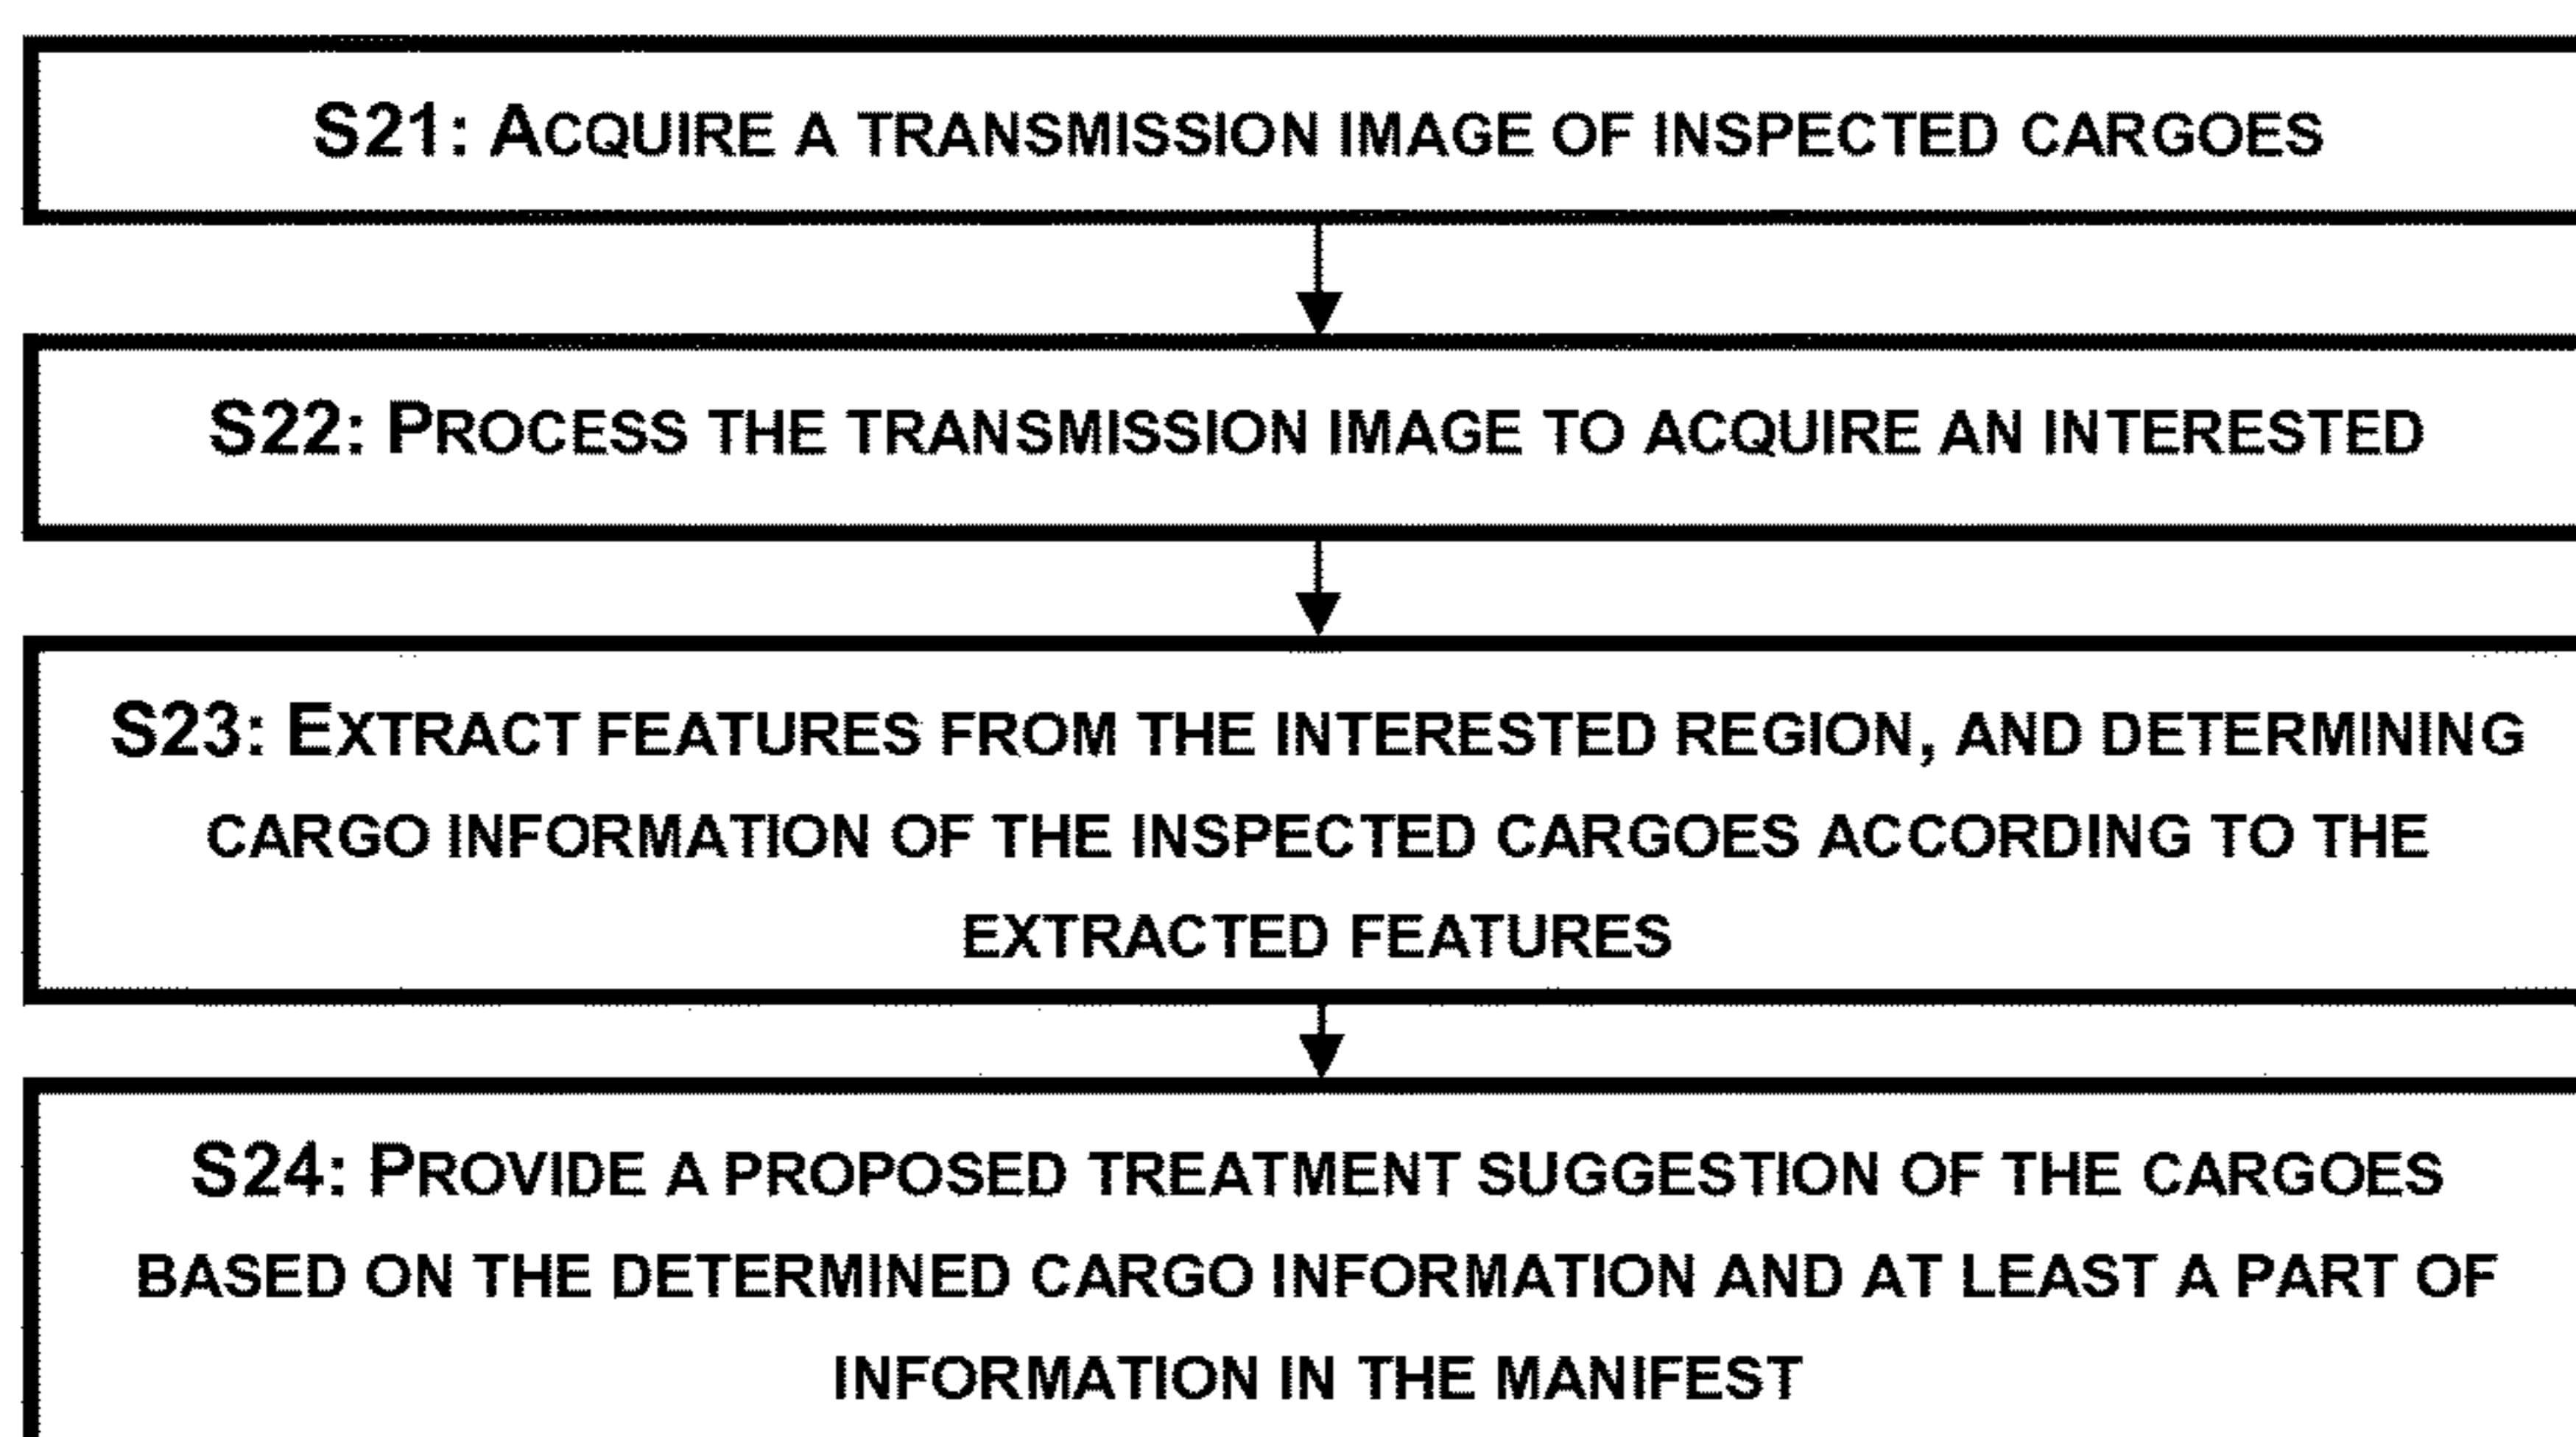 S21: ACQUIRE A TRANSMISSION IMAGE OF INSPECTED CARGOES
S22: PROCESS THE TRANSMISSION IMAGE TO ACQUIRE AN INTERESTED
S23: EXTRACT FEATURES FROM THE INTERESTED REGION, AND DETERMINING
CARGO INFORMATION OF THE INSPECTED CARGOES ACCORDING TO THE
EXTRACTED FEATURES
S24: PROVIDE A PROPOSED TREATMENT SUGGESTION OF THE CARGOES
BASED ON THE DETERMINED CARGO INFORMATION AND AT LEAST A PART OF
INFORMATION IN THE MANIFEST